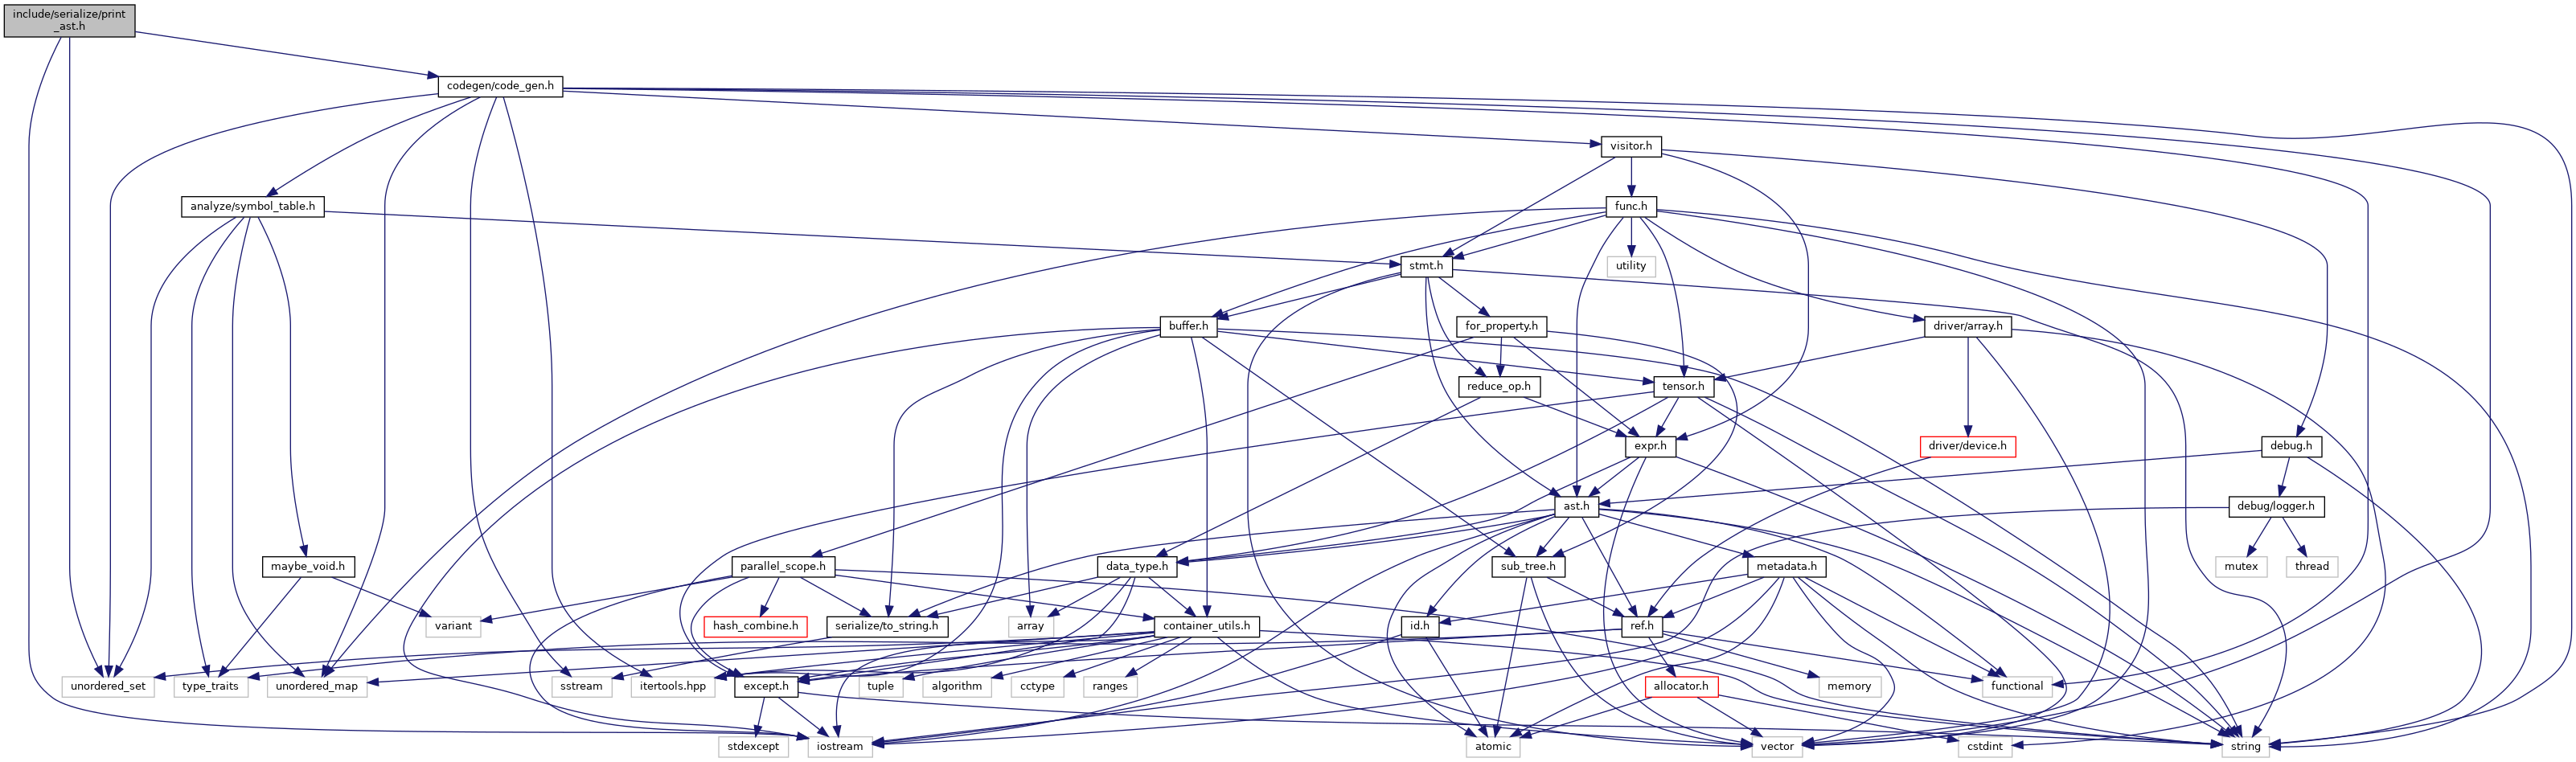 include/serialize/print
_ast.h
codegen/code_gen.h
visitor.h
analyze/symbol_table.h
func.h
stmt.h
utility
buffer.h
for_property.h
driver/array.h
reduce_op.h
tensor.h
expr.h
driver/device.h
debug.h
ast.h
debug/logger.h
maybe_void.h
parallel_scope.h
data_type.h
sub_tree.h
metadata.h
mutex
thread
variant
hash_combine.h
serialize/to_string.h
array
container_utils.h
id.h
ref.h
unordered_set
type_traits
unordered_map
sstream
itertools.hpp
except.h
tuple
algorithm
cctype
ranges
allocator.h
memory
functional
stdexcept
iostream
atomic
vector
cstdint
string